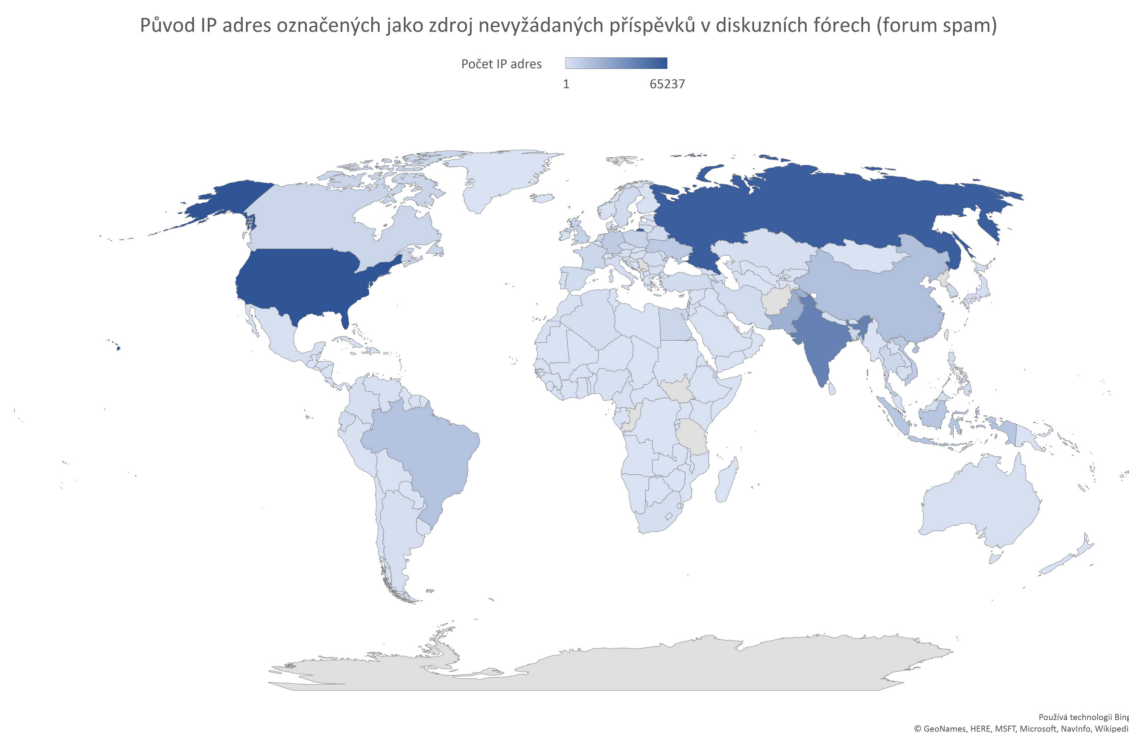 Původ IP adres označených jako zdroj nevyžádaných příspěvků v diskuzních fórech (forum spam)
Počet IP adres
1 65237
Používá technologii Bing
© GeoNames, HERE, MSFT, Microsoft, NavInfo, Wikipedi